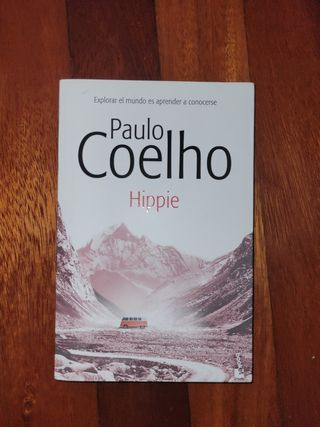 Explorar el mundo es aprender a conocerse
Paulo
Coelho
Hippie